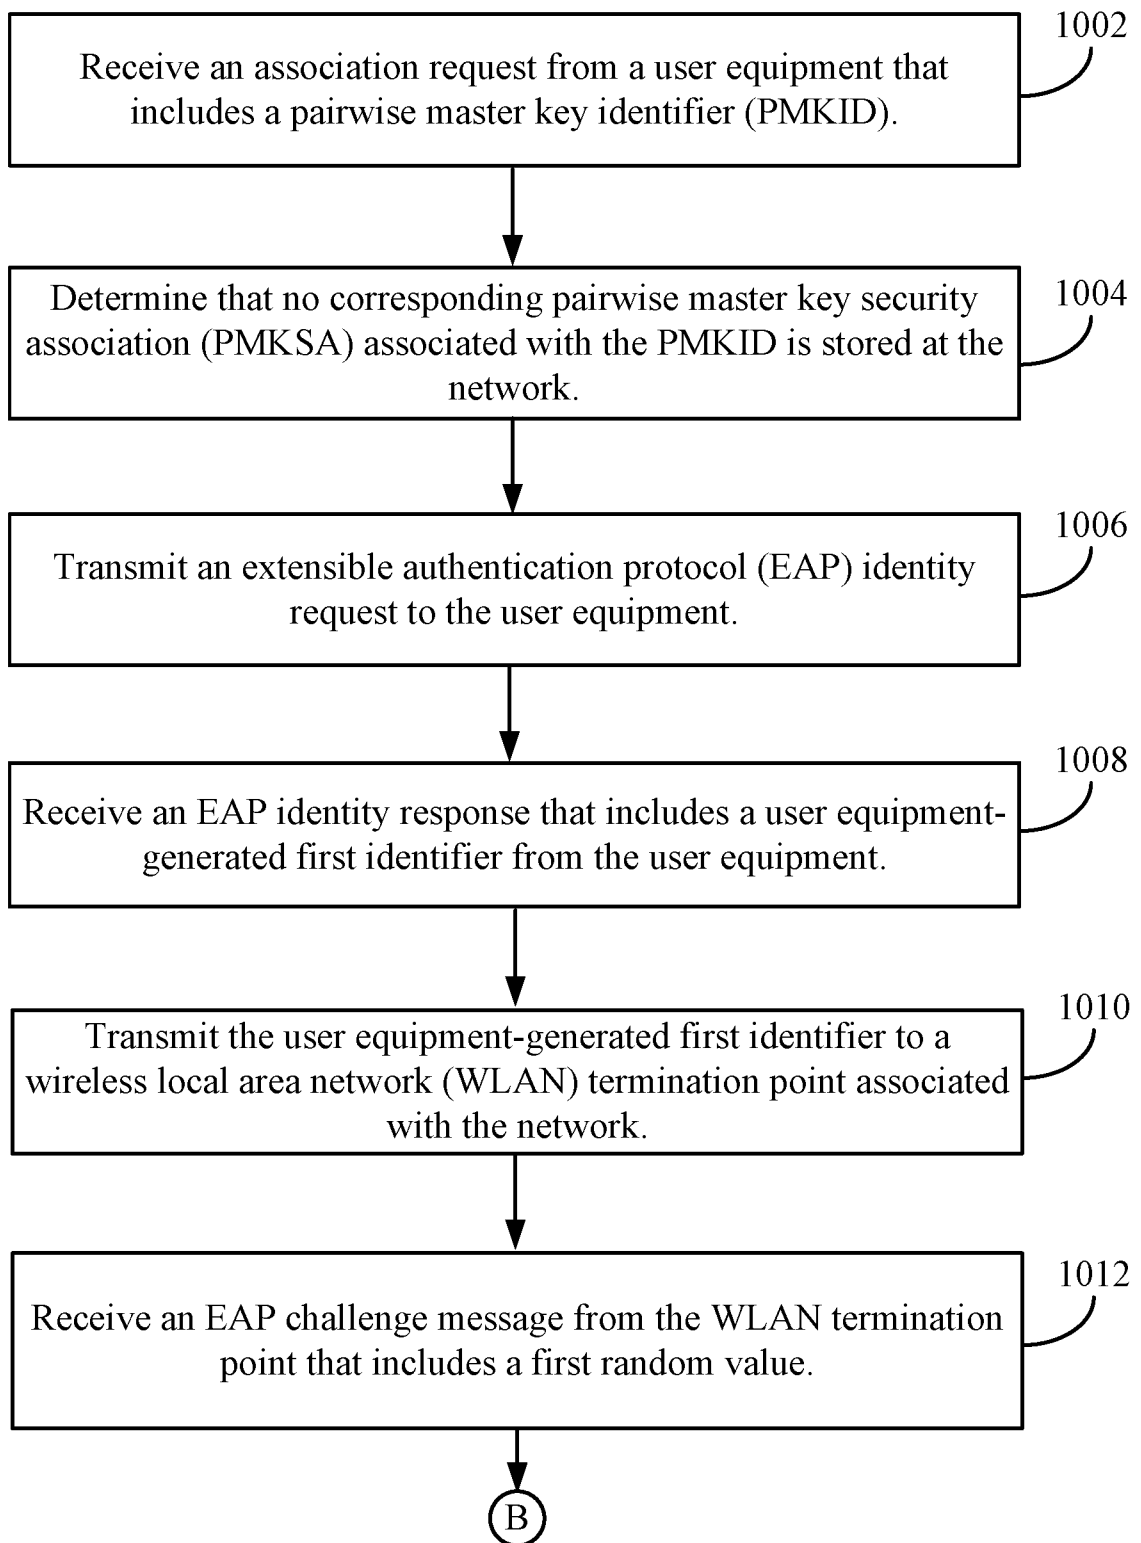 1002
Receive an association request from a user equipment that
includes a pairwise master key identifier (PMKID).
1004
Determine that no corresponding pairwise master key security
association (PMKSA) associated with the PMKID is stored at the
network.
1006
Transmit an extensible authentication protocol (EAP) identity
request to the user equipment.
1008
Receive an EAP identity response that includes a user equipment-
generated first identifier from the user equipment.
1010
Transmit the user equipment-generated first identifier to a
wireless local area network (WLAN) termination point associated
with the network.
1012
Receive an EAP challenge message from the WLAN termination
point that includes a first random value.
B